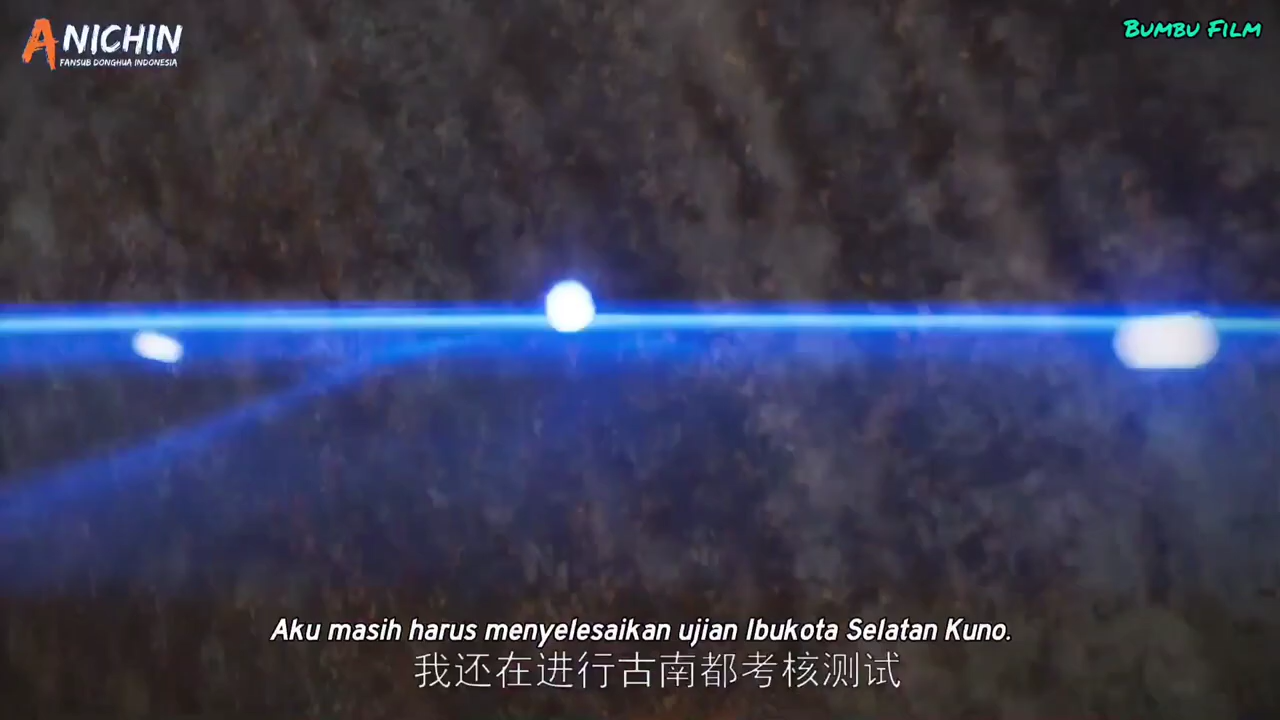 ANICHIN
FANSUB DONGHUA INDONESIA
BUMBU FILM
Aku masih harus menyelesaikan ujian Ibukota Selatan Kuno.
我还在进行古南都考核测试